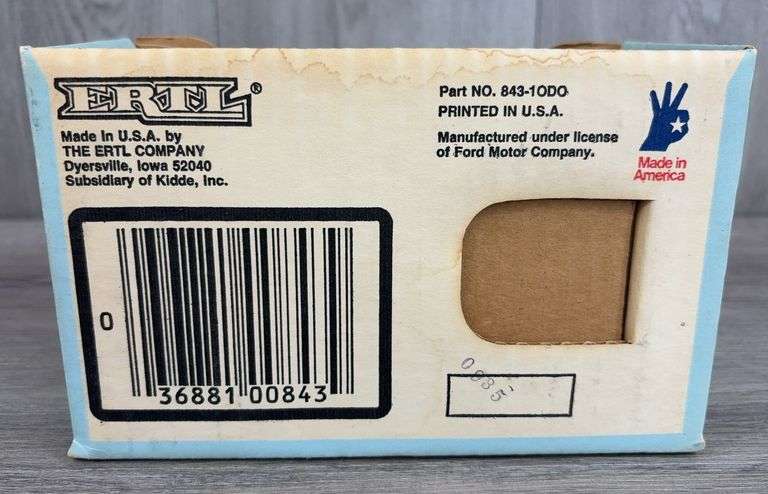 ERTL®
Made In U.S.A. by
THE ERTL COMPANY
Dyersville, Iowa 52040
Subsidiary of Kidde, Inc.
Part NO. 843-1ODO
PRINTED IN U.S.A.
Manufactured under license
of Ford Motor Company.
Made in
America
0
36881 00843
0835